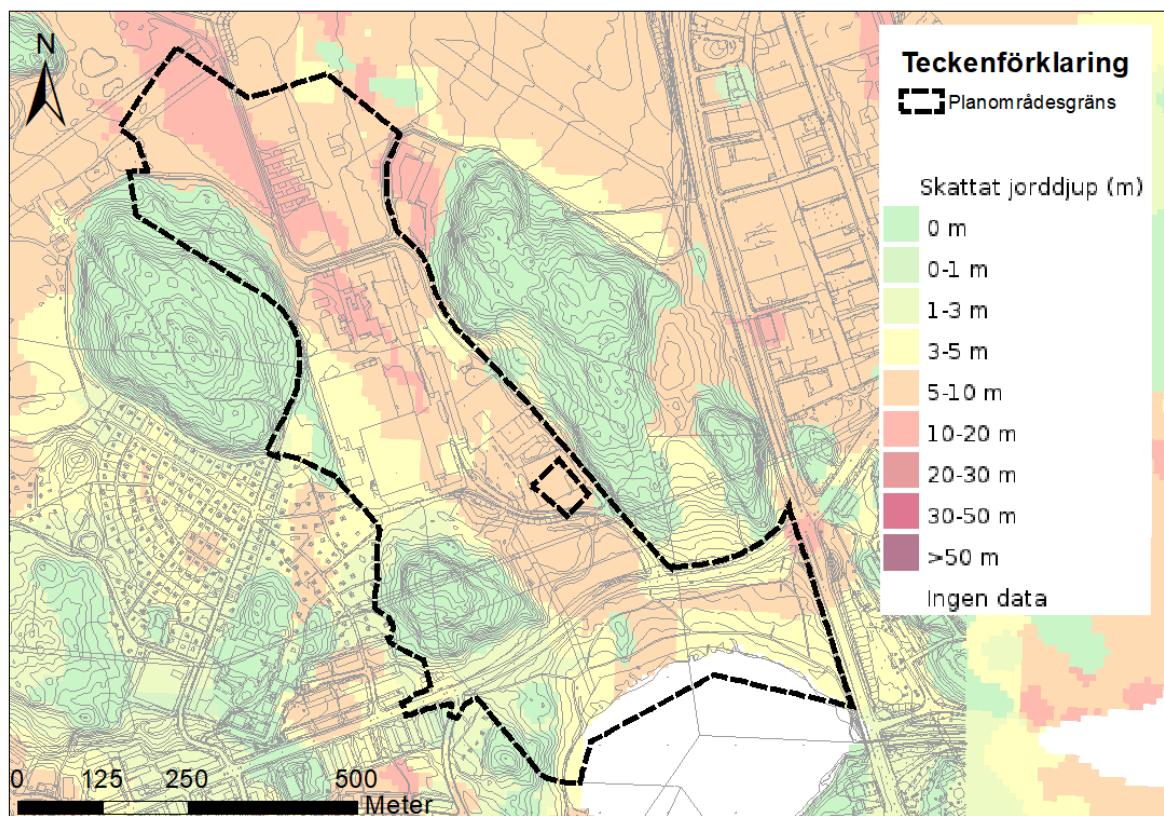 N
Teckenförklaring
Planområdesgräns
Skattat jorddjup (m)
0 m
0-1 m
1-3 m
3-5 m
5-10 m
10-20 m
20-30 m
30-50 m
>50 m
Ingen data
0 125 250 500
Meter